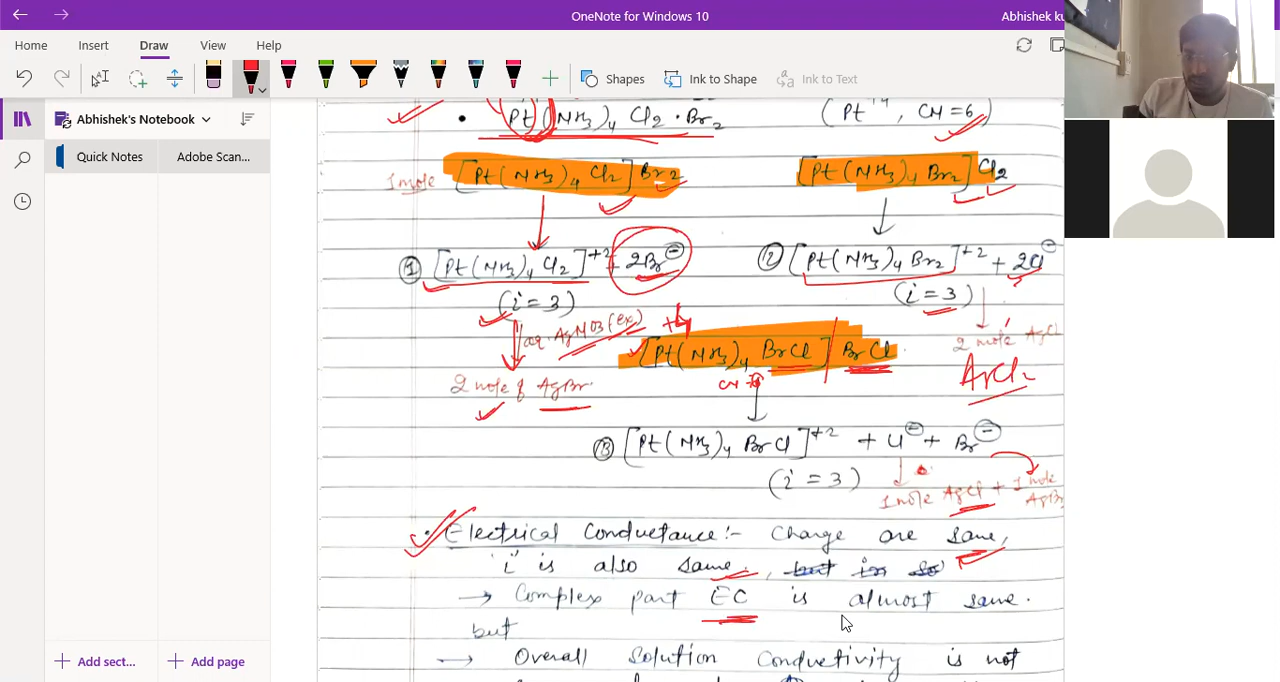 OneNote for Windows 10
Abhishek ku
Home Insert Draw View Help
Shapes Ink to Shape Ink to Text
Abhishek's Notebook
Quick Notes Adobe Scan...
• Pt(NH3)4 Cl2 · Br2 (Pt+4, CN = 6)
1 mole [Pt(NH3)4 Cl2] Br2 [Pt(NH3)4 Br2] Cl2
① [Pt(NH3)4 Cl2]+2 + 2Br⊖ ② [Pt(NH3)4 Br2]+2 + 2Cl⊖
(i = 3) (i = 3)
aq. AgNO3 (ex) +4 2 mole AgCl
[Pt(NH3)4 BrCl] BrCl
2 mole of AgBr
③ [Pt(NH3)4 BrCl]+2 + Cl⊖ + Br⊖
(i = 3) 1 mole AgCl + 1 mole AgBr
• Electrical Conductance:- Charge are same,
"i" is also same, but in so
→ Complex part EC is almost same.
but
→ Overall Solution Conductivity is not
+ Add sect... + Add page